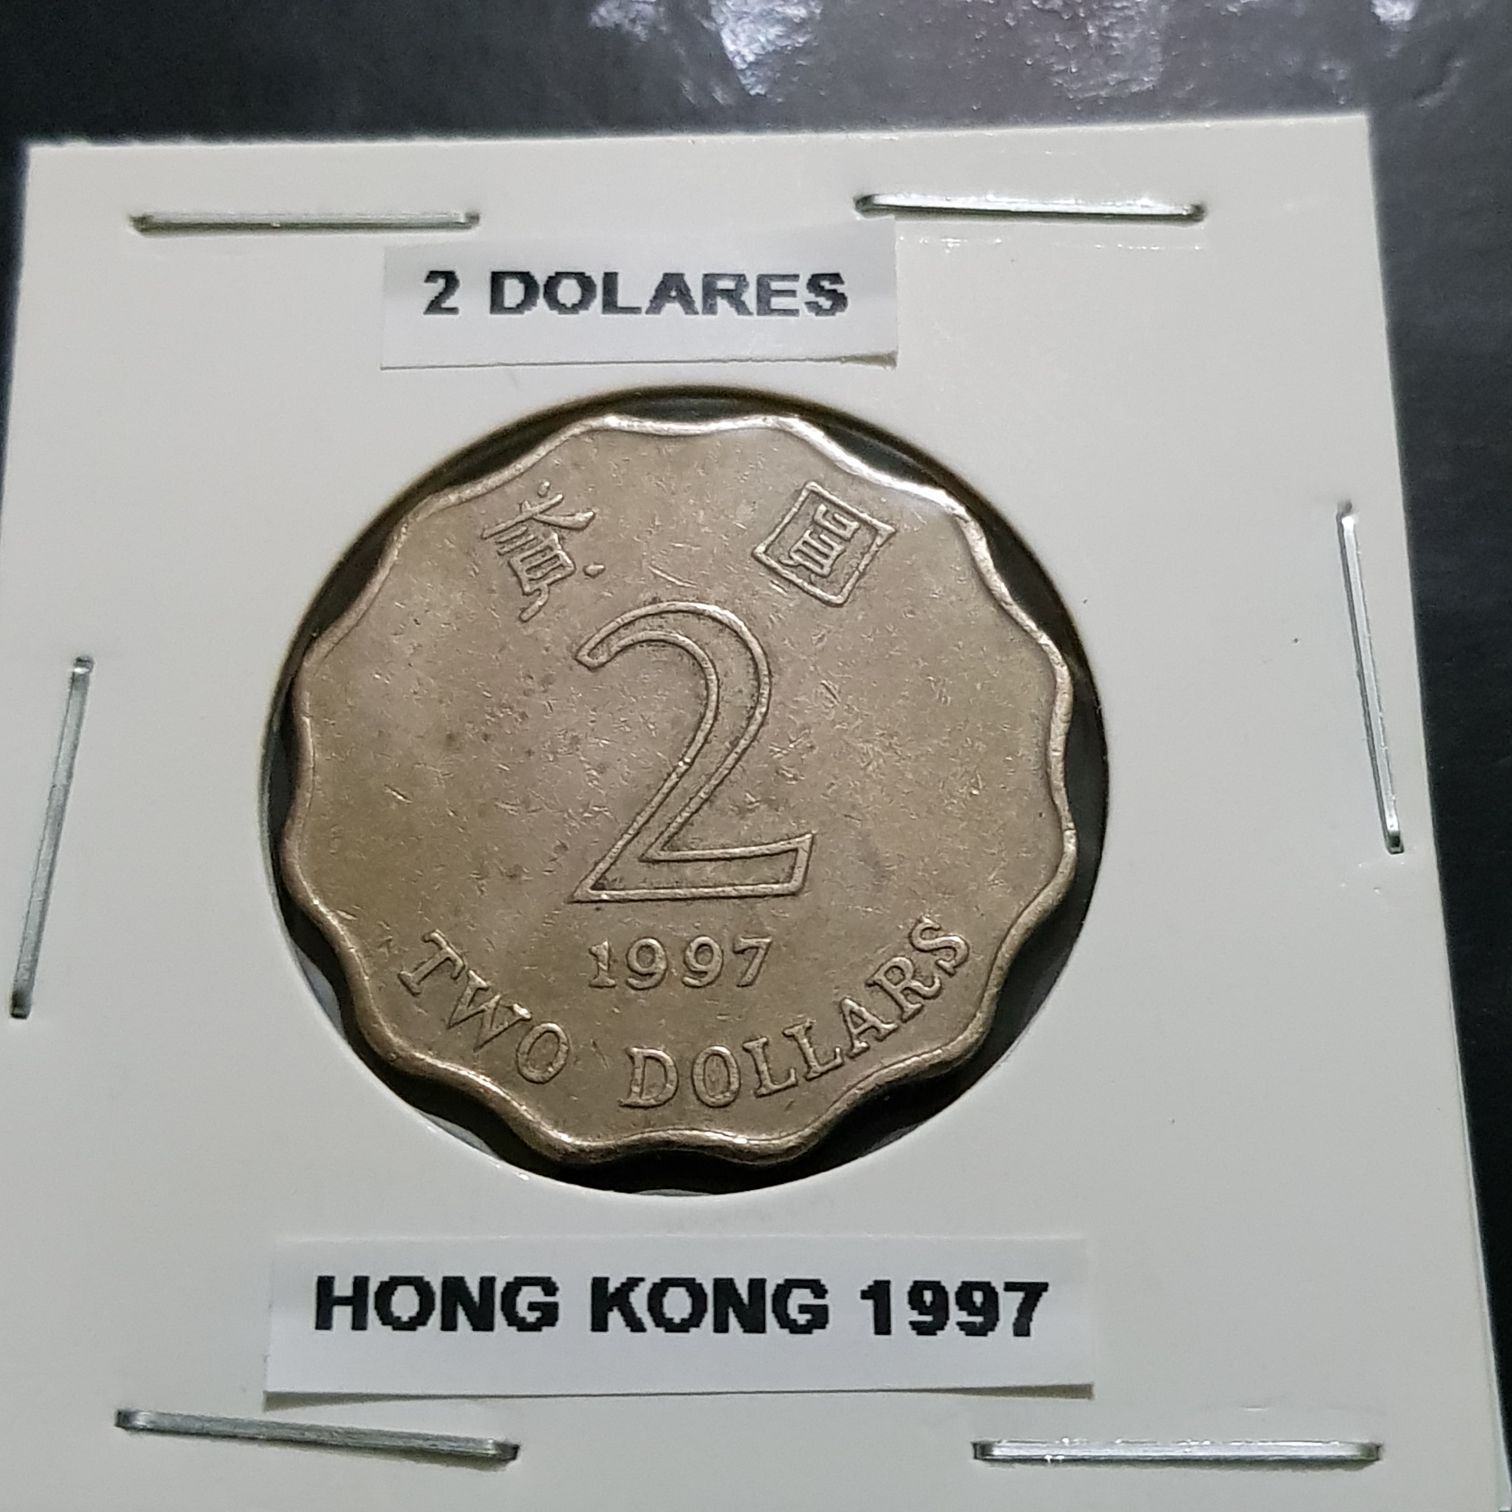 2 DOLARES
貳 圓
2
1997
TWO DOLLARS
HONG KONG 1997